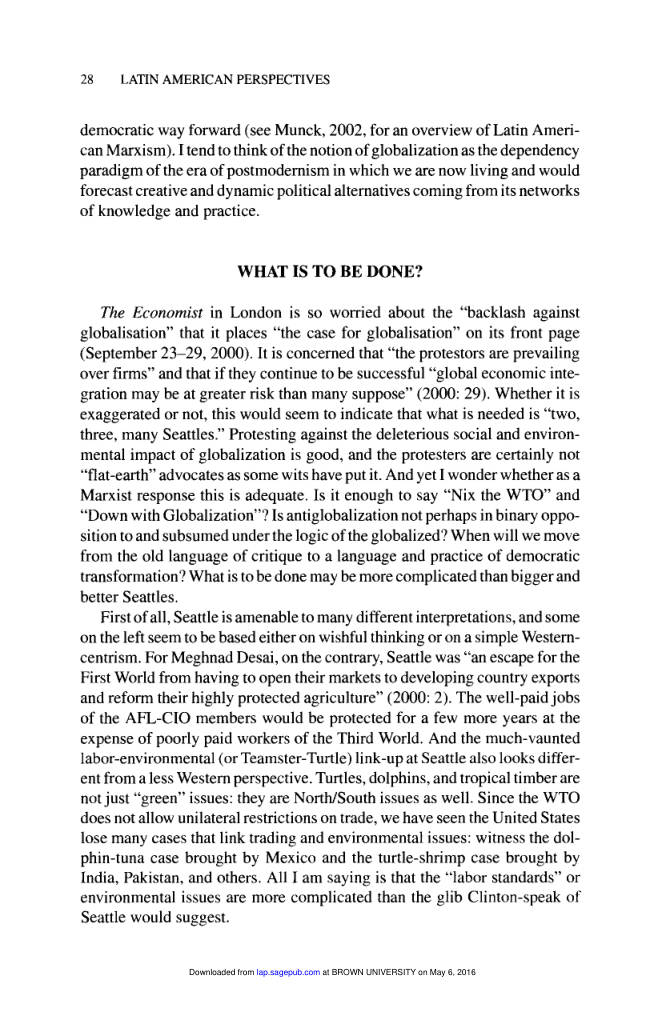 28 LATIN AMERICAN PERSPECTIVES
democratic way forward (see Munck, 2002, for an overview of Latin Ameri-
can Marxism). I tend to think of the notion of globalization as the dependency
paradigm of the era of postmodernism in which we are now living and would
forecast creative and dynamic political alternatives coming from its networks
of knowledge and practice.
WHAT IS TO BE DONE?
The Economist in London is so worried about the “backlash against
globalisation” that it places “the case for globalisation” on its front page
(September 23–29, 2000). It is concerned that “the protestors are prevailing
over firms” and that if they continue to be successful “global economic inte-
gration may be at greater risk than many suppose” (2000: 29). Whether it is
exaggerated or not, this would seem to indicate that what is needed is “two,
three, many Seattles.” Protesting against the deleterious social and environ-
mental impact of globalization is good, and the protesters are certainly not
“flat-earth” advocates as some wits have put it. And yet I wonder whether as a
Marxist response this is adequate. Is it enough to say “Nix the WTO” and
“Down with Globalization”? Is antiglobalization not perhaps in binary oppo-
sition to and subsumed under the logic of the globalized? When will we move
from the old language of critique to a language and practice of democratic
transformation? What is to be done may be more complicated than bigger and
better Seattles.
First of all, Seattle is amenable to many different interpretations, and some
on the left seem to be based either on wishful thinking or on a simple Western-
centrism. For Meghnad Desai, on the contrary, Seattle was “an escape for the
First World from having to open their markets to developing country exports
and reform their highly protected agriculture” (2000: 2). The well-paid jobs
of the AFL-CIO members would be protected for a few more years at the
expense of poorly paid workers of the Third World. And the much-vaunted
labor-environmental (or Teamster-Turtle) link-up at Seattle also looks differ-
ent from a less Western perspective. Turtles, dolphins, and tropical timber are
not just “green” issues: they are North/South issues as well. Since the WTO
does not allow unilateral restrictions on trade, we have seen the United States
lose many cases that link trading and environmental issues: witness the dol-
phin-tuna case brought by Mexico and the turtle-shrimp case brought by
India, Pakistan, and others. All I am saying is that the “labor standards” or
environmental issues are more complicated than the glib Clinton-speak of
Seattle would suggest.
Downloaded from lap.sagepub.com at BROWN UNIVERSITY on May 6, 2016